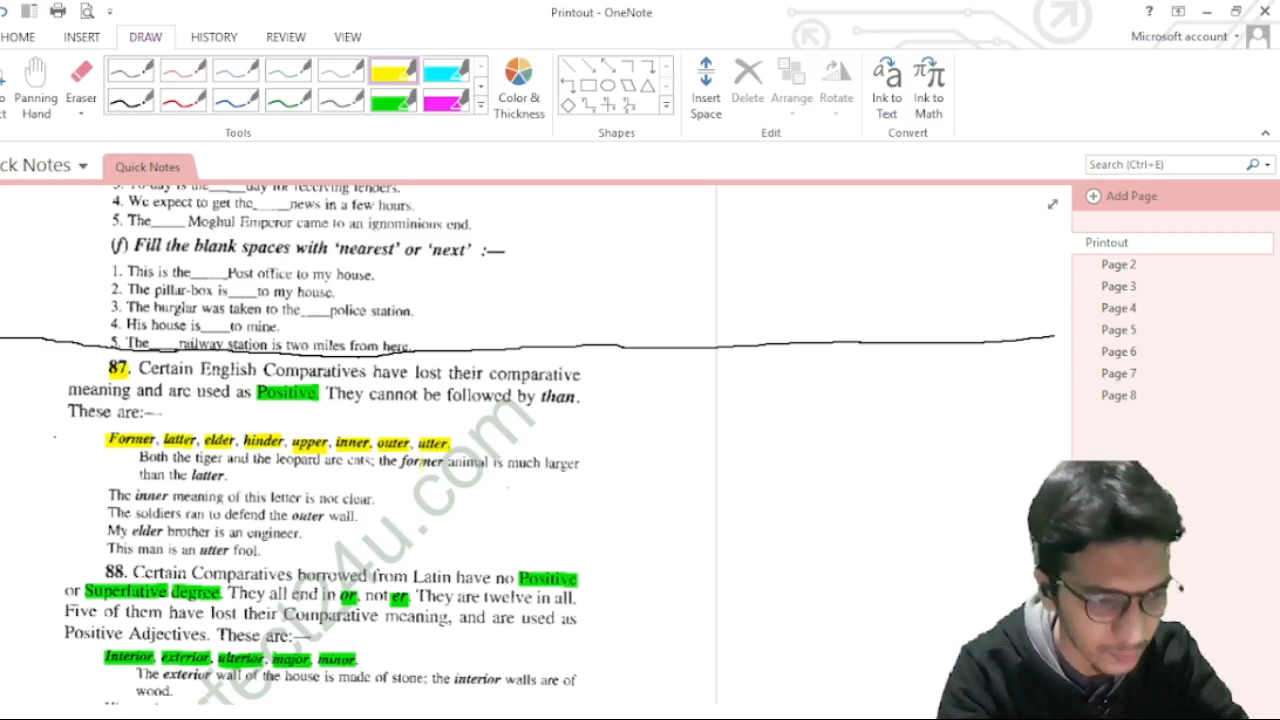 Printout - OneNote
HOME INSERT DRAW HISTORY REVIEW VIEW
Microsoft account
Panning Hand
Eraser
Color & Thickness
Insert Space
Delete
Arrange
Rotate
Ink to Text
Ink to Math
Tools
Shapes
Edit
Convert
ck Notes
Quick Notes
Search (Ctrl+E)
Add Page
Printout
Page 2
Page 3
Page 4
Page 5
Page 6
Page 7
Page 8
To-day is the____day for receiving tenders.
4. We expect to get the_____news in a few hours.
5. The____ Moghul Emperor came to an ignominious end.
(f) Fill the blank spaces with ‘nearest’ or ‘next’ :—
1. This is the_____Post office to my house.
2. The pillar-box is____to my house.
3. The burglar was taken to the____police station.
4. His house is____to mine.
5. The____railway station is two miles from here.
87. Certain English Comparatives have lost their comparative
meaning and are used as Positive. They cannot be followed by than.
These are:—
Former, latter, elder, hinder, upper, inner, outer, utter.
Both the tiger and the leopard are cats; the former animal is much larger
than the latter.
The inner meaning of this letter is not clear.
The soldiers ran to defend the outer wall.
My elder brother is an engineer.
This man is an utter fool.
88. Certain Comparatives borrowed from Latin have no Positive
or Superlative degree. They all end in or, not er. They are twelve in all.
Five of them have lost their Comparative meaning, and are used as
Positive Adjectives. These are:—
Interior, exterior, ulterior, major, minor.
The exterior wall of the house is made of stone; the interior walls are of
wood.